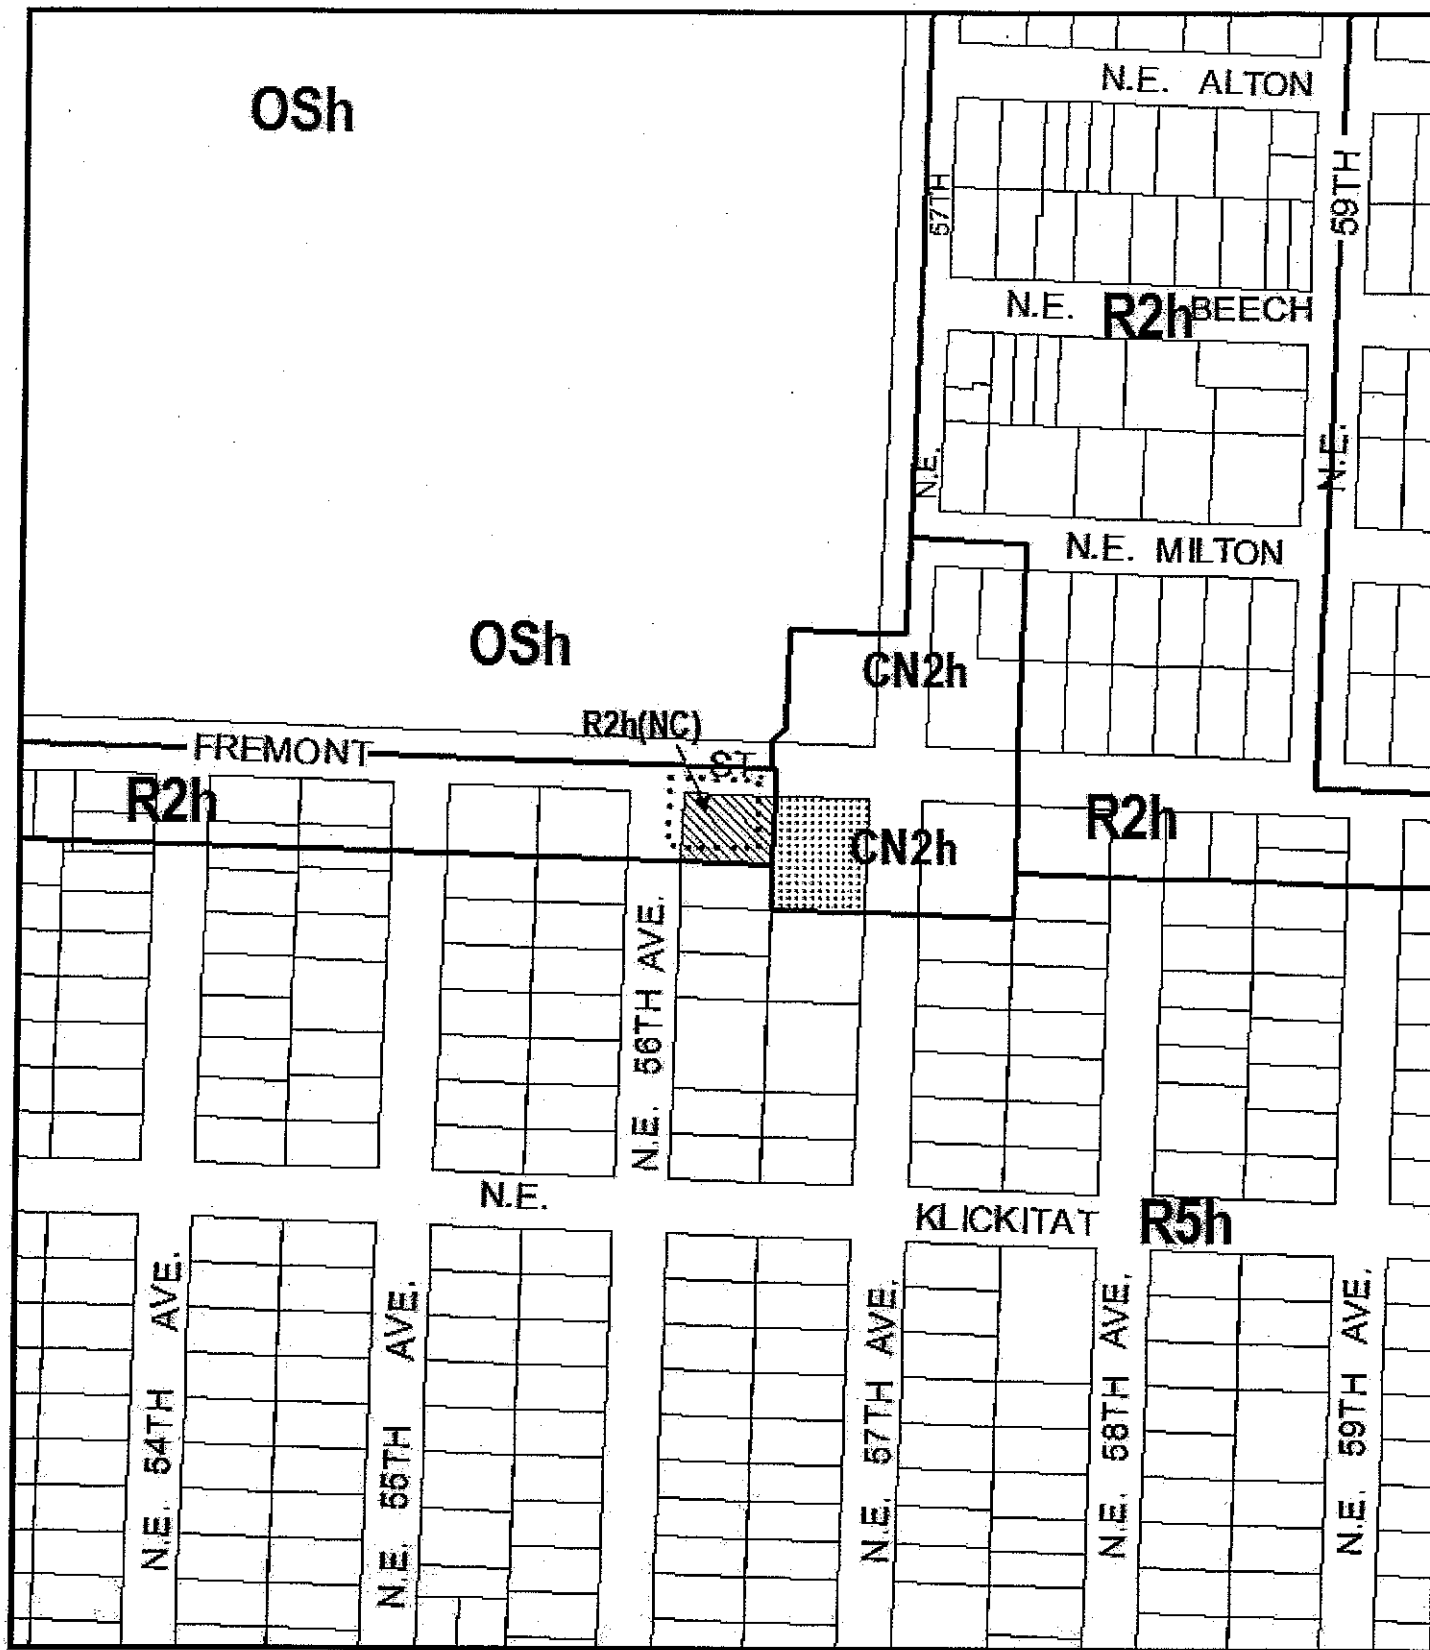 OSh
N.E. ALTON
57TH
59TH
N.E. BEECH
R2h
N.E.
N.E.
N.E. MILTON
OSh
CN2h
R2h(NC)
FREMONT ST.
R2h
CN2h
R2h
N.E. 56TH AVE.
N.E. KLICKITAT
R5h
N.E. 54TH AVE.
N.E. 55TH AVE.
N.E. 57TH AVE.
N.E. 58TH AVE.
N.E. 59TH AVE.